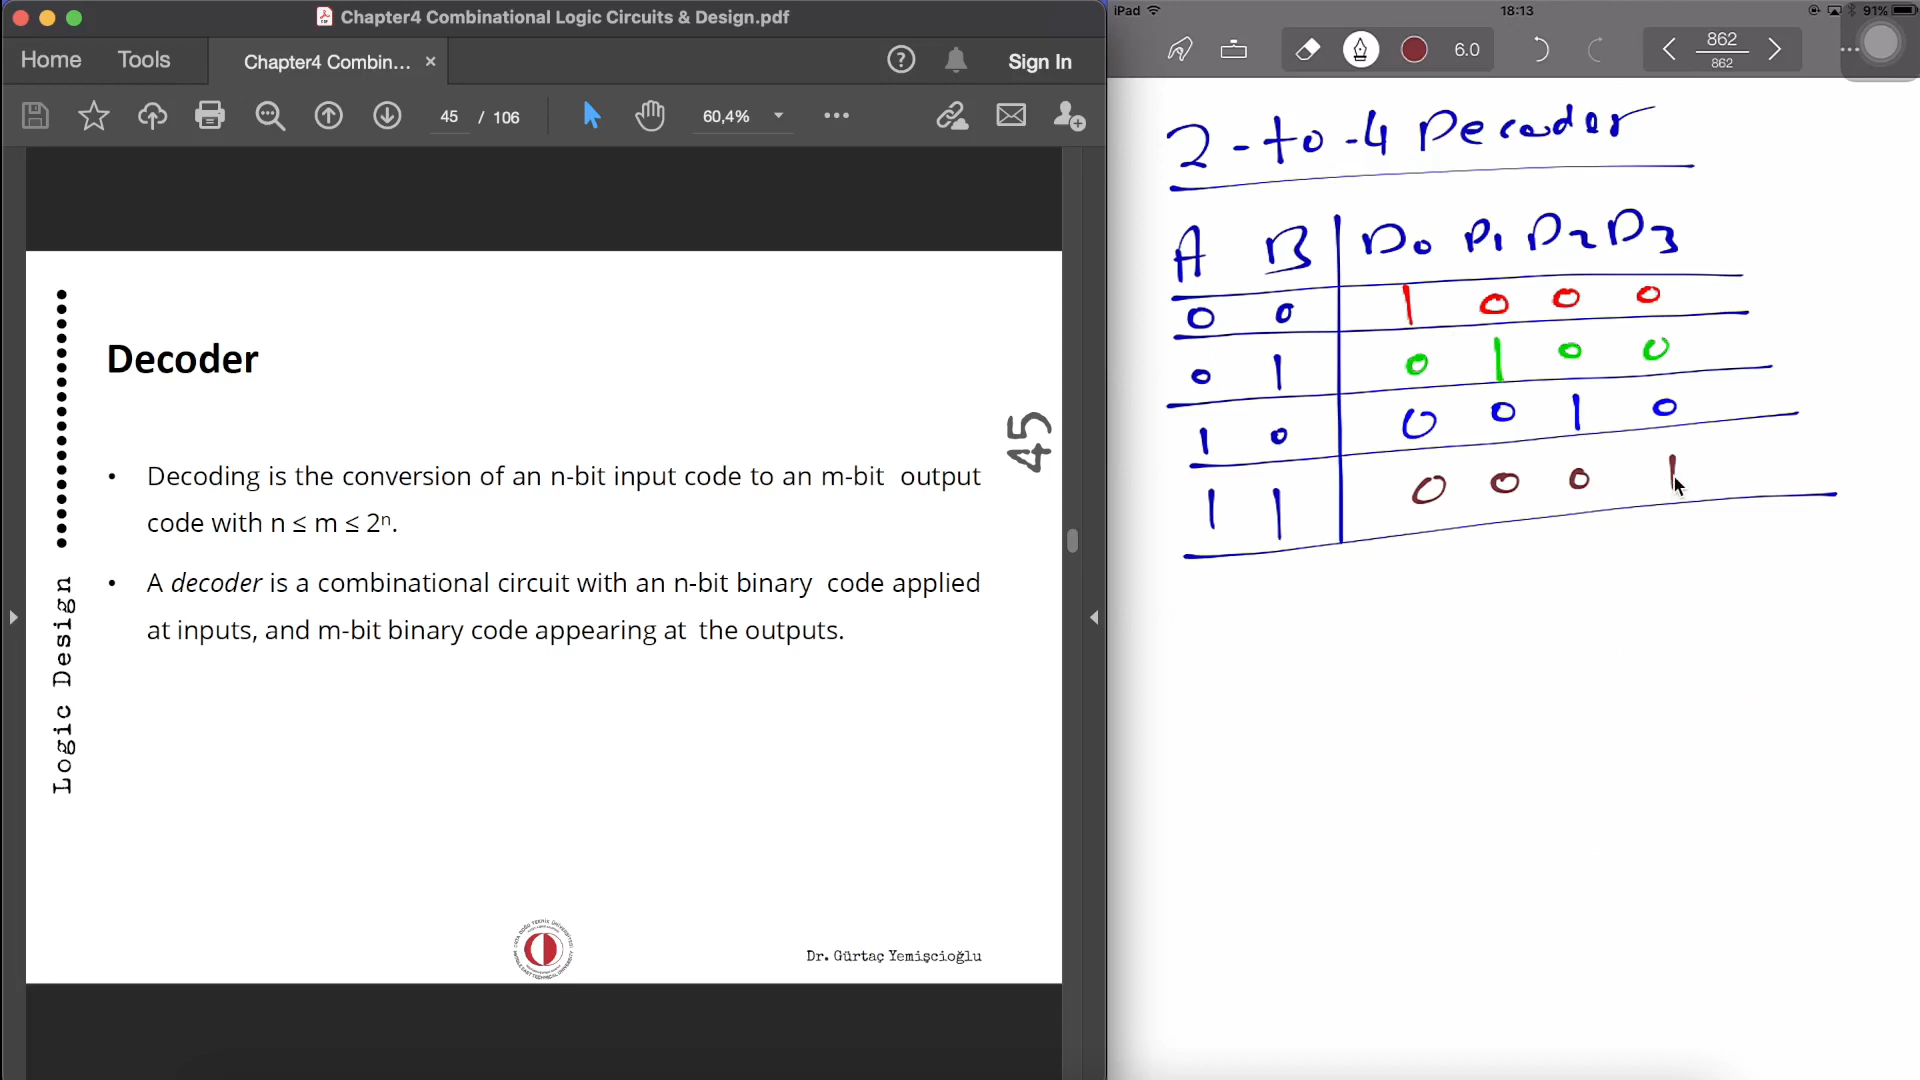 Chapter4 Combinational Logic Circuits & Design.pdf
Home Tools Chapter4 Combin... × ? Sign In
45 / 106 60,4%
Decoder
45
• Decoding is the conversion of an n-bit input code to an m-bit output
code with n ≤ m ≤ 2ⁿ.
• A decoder is a combinational circuit with an n-bit binary code applied
at inputs, and m-bit binary code appearing at the outputs.
Logic Design
Dr. Gürtaç Yemişcioğlu
iPad 18:13 91%
6.0 862
862
2-to-4 Decoder
A B D0 D1 D2 D3
0 0 1 0 0 0
0 1 0 1 0 0
1 0 0 0 1 0
1 1 0 0 0 1